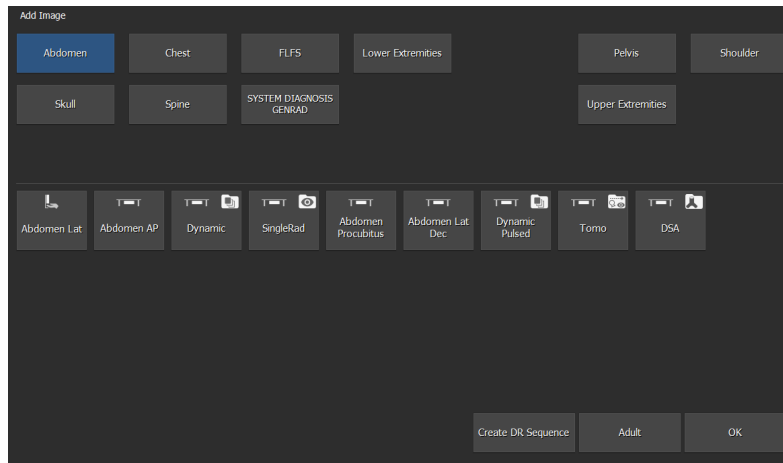 Add Image
Abdomen
Chest
FLFS
Lower Extremities
Pelvis
Shoulder
Skull
Spine
SYSTEM DIAGNOSIS
GENRAD
Upper Extremities
Abdomen Lat
Abdomen AP
Dynamic
SingleRad
Abdomen
Procubitus
Abdomen Lat
Dec
Dynamic
Pulsed
Tomo
DSA
Create DR Sequence
Adult
OK